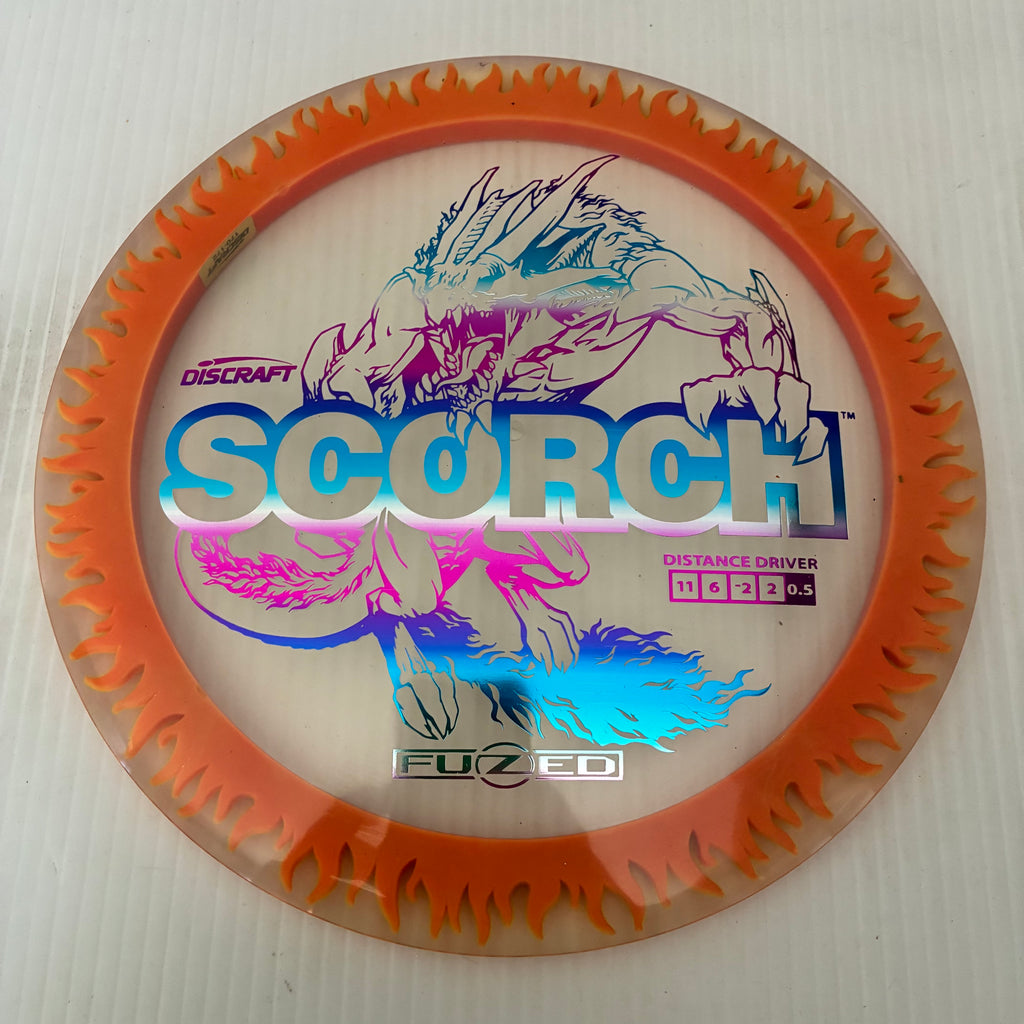 DISCRAFT
SCORCH™
DISTANCE DRIVER
11 6 -2 2 0.5
FUZED